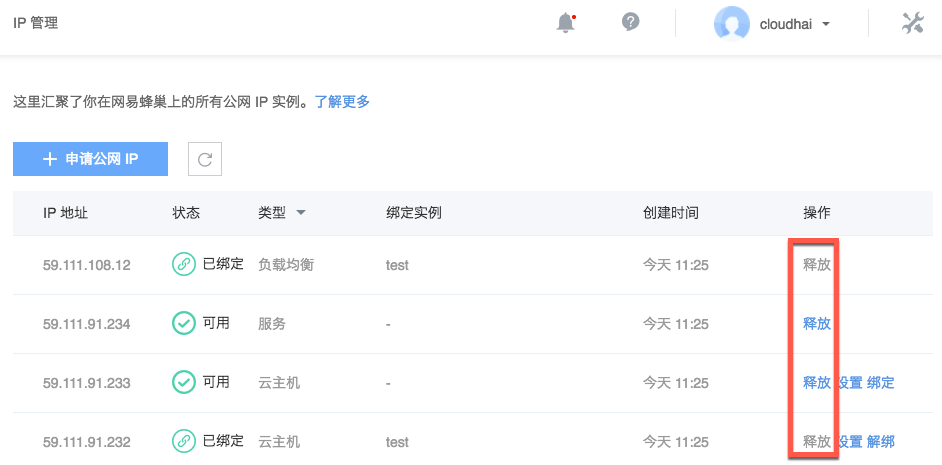 IP 管理
cloudhai
这里汇聚了你在网易蜂巢上的所有公网 IP 实例。了解更多
申请公网 IP
IP 地址 状态 类型 绑定实例 创建时间 操作
59.111.108.12 已绑定 负载均衡 test 今天 11:25 释放
59.111.91.234 可用 服务 - 今天 11:25 释放
59.111.91.233 可用 云主机 - 今天 11:25 释放 设置 绑定
59.111.91.232 已绑定 云主机 test 今天 11:25 释放 设置 解绑